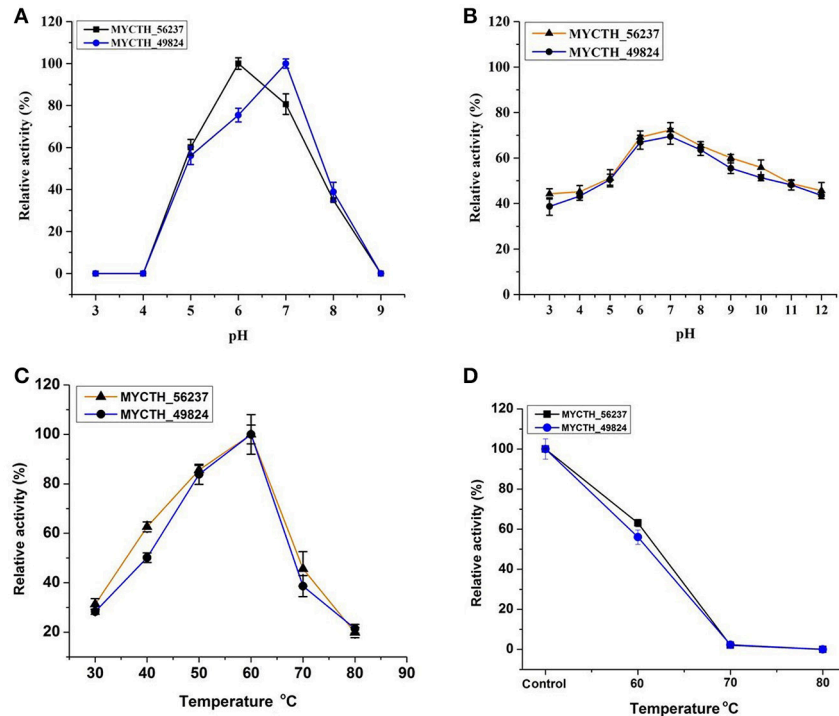 A
MYCTH_56237
MYCTH_49824
Relative activity (%)
120
100
80
60
40
20
0
3 4 5 6 7 8 9
pH
B
MYCTH_56237
MYCTH_49824
Relative activity (%)
120
100
80
60
40
20
0
3 4 5 6 7 8 9 10 11 12
pH
C
MYCTH_56237
MYCTH_49824
Relative activity (%)
120
100
80
60
40
20
30 40 50 60 70 80 90
Temperature °C
D
MYCTH_56237
MYCTH_49824
Relative activity (%)
120
100
80
60
40
20
0
Control 60 70 80
Temperature °C